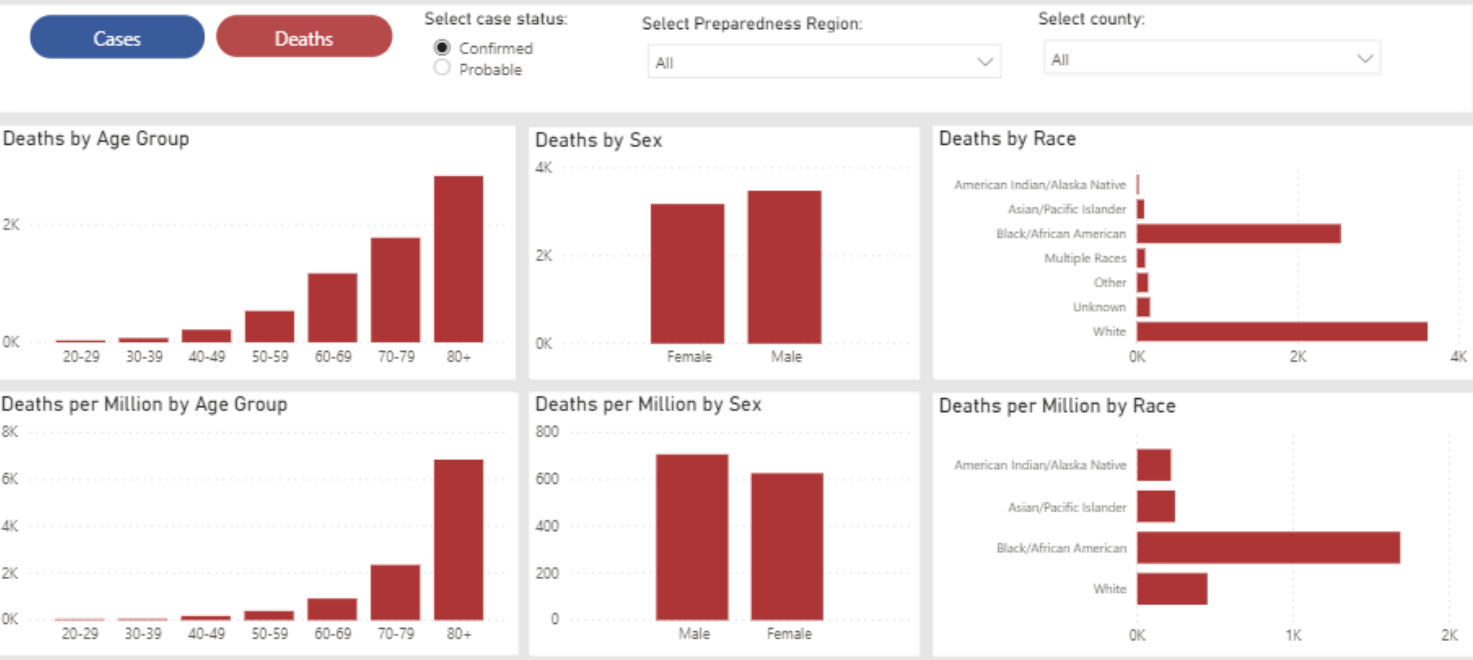 Cases
Deaths
Select case status:
Confirmed
Probable
Select Preparedness Region:
All
Select county:
All
Deaths by Age Group
2K
0K
20-29 30-39 40-49 50-59 60-69 70-79 80+
Deaths by Sex
4K
2K
0K
Female Male
Deaths by Race
American Indian/Alaska Native
Asian/Pacific Islander
Black/African American
Multiple Races
Other
Unknown
White
0K 2K 4K
Deaths per Million by Age Group
8K
6K
4K
2K
0K
20-29 30-39 40-49 50-59 60-69 70-79 80+
Deaths per Million by Sex
800
600
400
200
0
Male Female
Deaths per Million by Race
American Indian/Alaska Native
Asian/Pacific Islander
Black/African American
White
0K 1K 2K